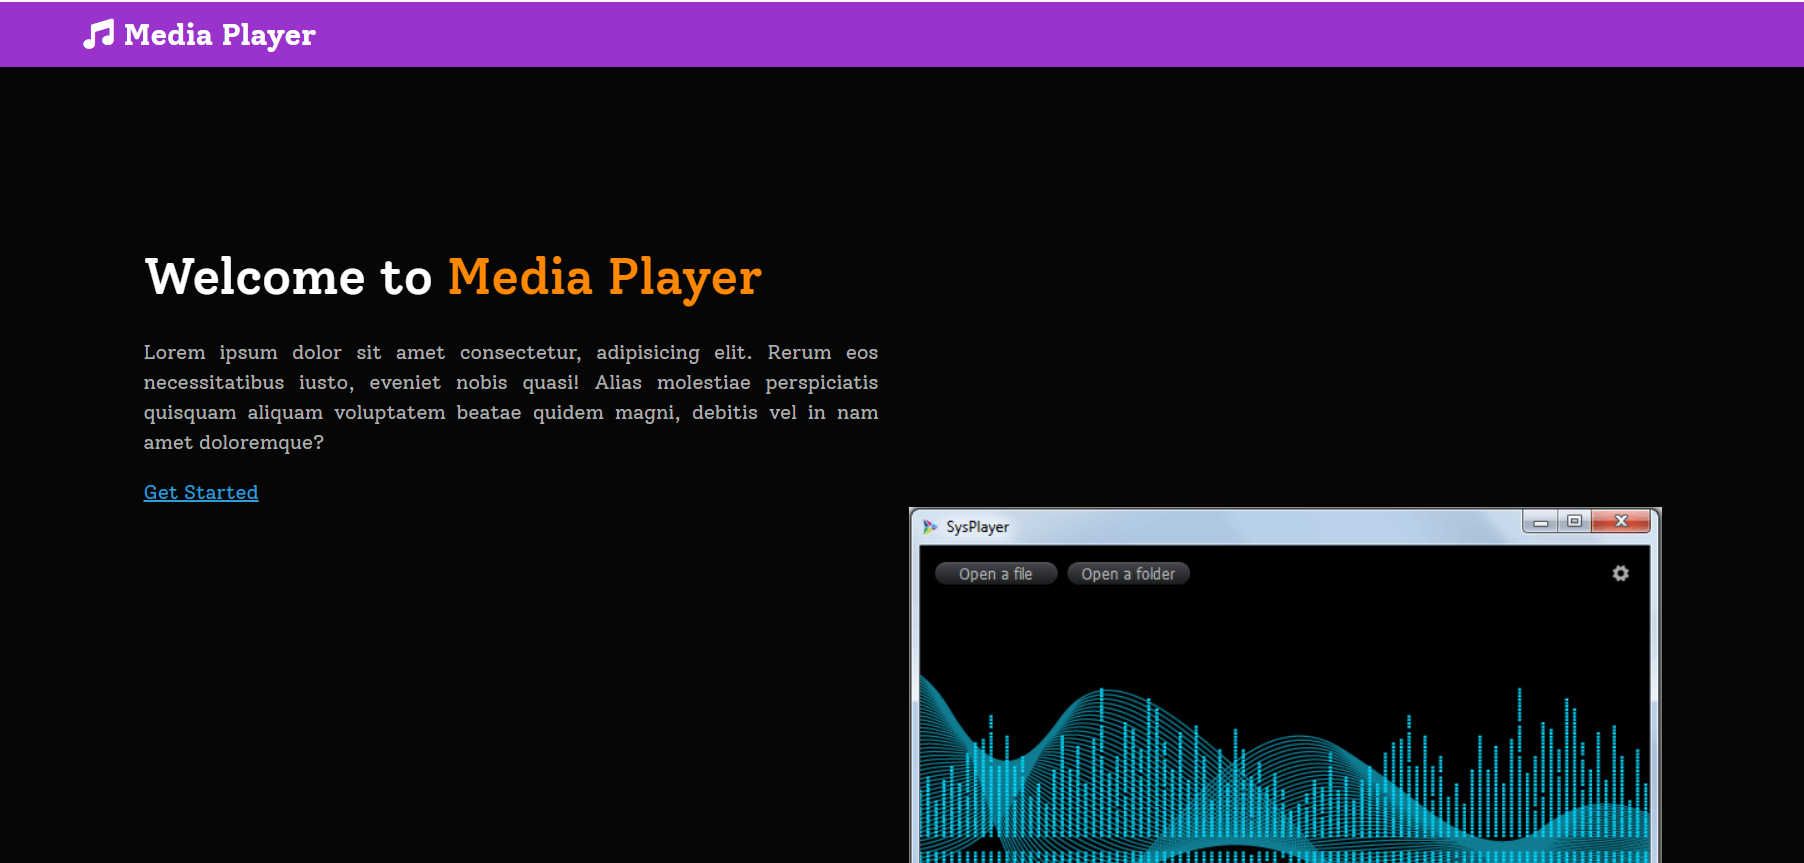 Media Player
Welcome to Media Player
Lorem ipsum dolor sit amet consectetur, adipisicing elit. Rerum eos
necessitatibus iusto, eveniet nobis quasi! Alias molestiae perspiciatis
quisquam aliquam voluptatem beatae quidem magni, debitis vel in nam
amet doloremque?
Get Started
SysPlayer
Open a file
Open a folder